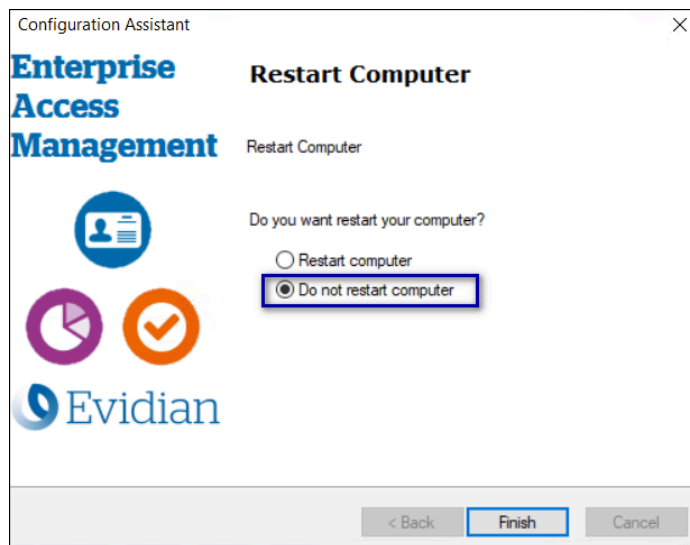 Configuration Assistant
Enterprise
Access
Management
Evidian
Restart Computer
Restart Computer
Do you want restart your computer?
Restart computer
Do not restart computer
< Back
Finish
Cancel